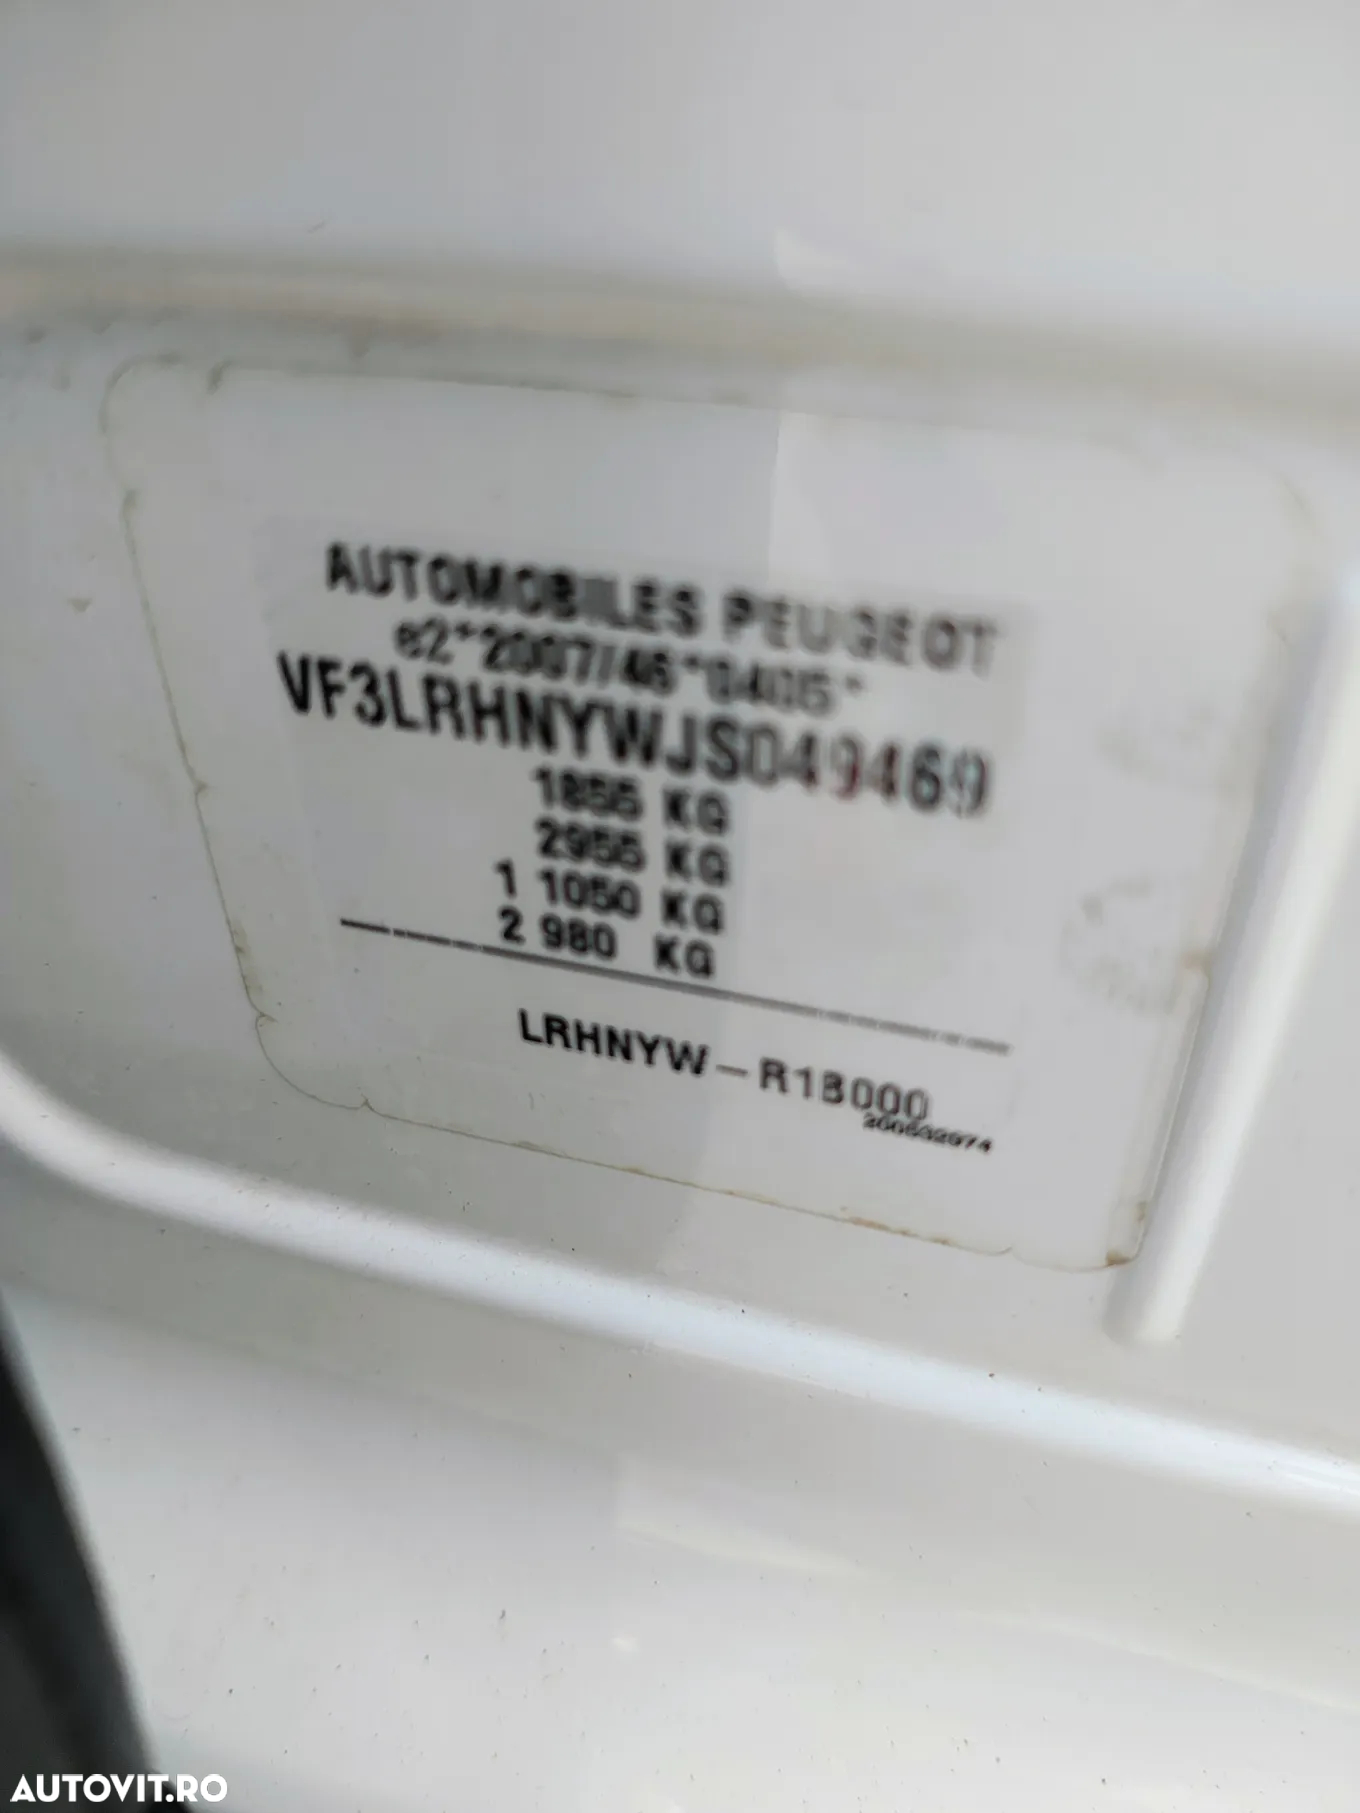 AUTOMOBILES PEUGEOT
e2*2007/46*0405*
VF3LRHNYWJS049469
1855 KG
2955 KG
1 1050 KG
2 980 KG
LRHNYW-R1B000
AUTOVIT.RO